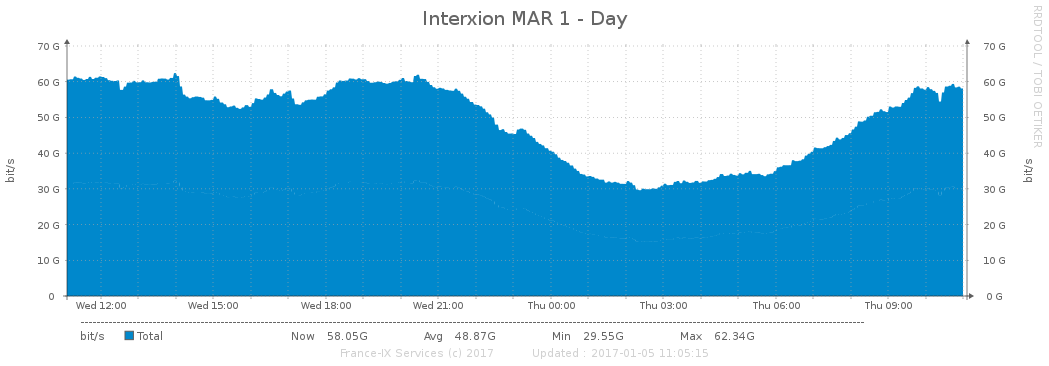 Interxion MAR 1 - Day
RRDTOOL / TOBI OETIKER
70 G 70 G
60 G 60 G
50 G 50 G
40 G 40 G
30 G 30 G
20 G 20 G
10 G 10 G
0 0 G
bit/s bit/s
Wed 12:00 Wed 15:00 Wed 18:00 Wed 21:00 Thu 00:00 Thu 03:00 Thu 06:00 Thu 09:00
bit/s Total Now 58.05G Avg 48.87G Min 29.55G Max 62.34G
France-IX Services (c) 2017 Updated : 2017-01-05 11:05:15